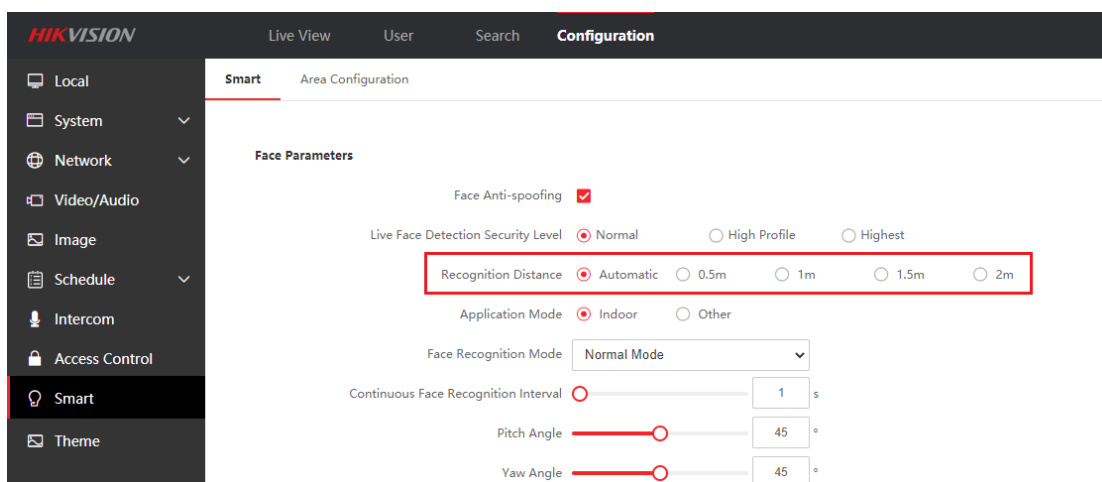 HIKVISION Live View User Search Configuration
Local
System
Network
Video/Audio
Image
Schedule
Intercom
Access Control
Smart
Theme
Smart Area Configuration
Face Parameters
Face Anti-spoofing
Live Face Detection Security Level Normal High Profile Highest
Recognition Distance Automatic 0.5m 1m 1.5m 2m
Application Mode Indoor Other
Face Recognition Mode Normal Mode
Continuous Face Recognition Interval 1 s
Pitch Angle 45 °
Yaw Angle 45 °